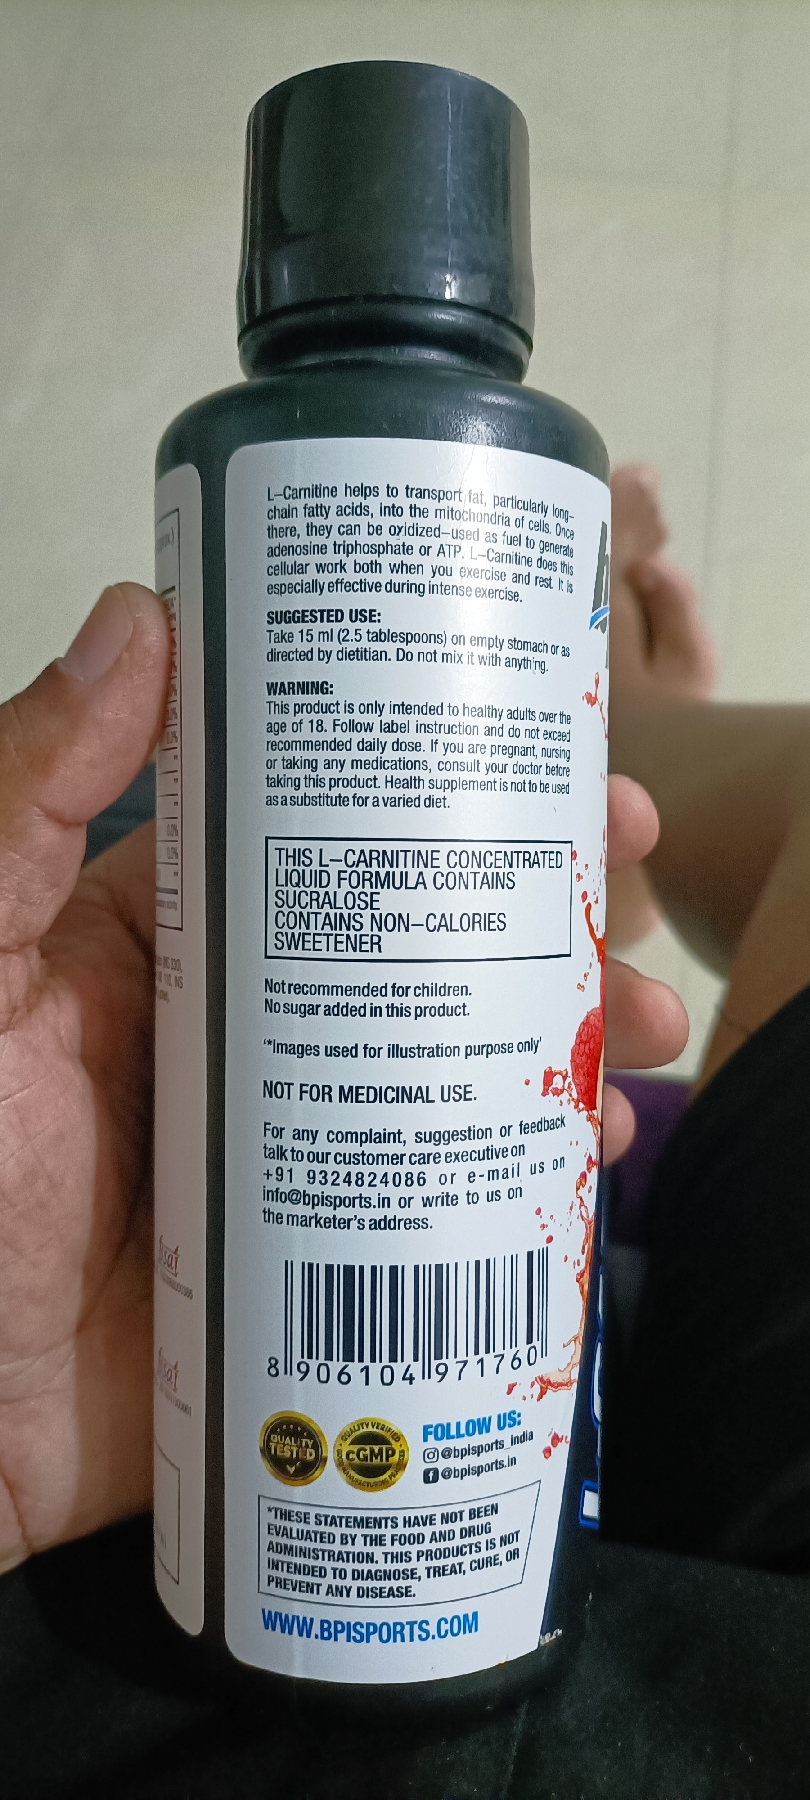 L–Carnitine helps to transport fat, particularly long–
chain fatty acids, into the mitochondria of cells. Once
there, they can be oxidized–used as fuel to generate
adenosine triphosphate or ATP. L–Carnitine does this
cellular work both when you exercise and rest. It is
especially effective during intense exercise.
SUGGESTED USE:
Take 15 ml (2.5 tablespoons) on empty stomach or as
directed by dietitian. Do not mix it with anything.
WARNING:
This product is only intended to healthy adults over the
age of 18. Follow label instruction and do not exceed
recommended daily dose. If you are pregnant, nursing
or taking any medications, consult your doctor before
taking this product. Health supplement is not to be used
as a substitute for a varied diet.
THIS L–CARNITINE CONCENTRATED
LIQUID FORMULA CONTAINS
SUCRALOSE
CONTAINS NON–CALORIES
SWEETENER
Not recommended for children.
No sugar added in this product.
'*Images used for illustration purpose only'
NOT FOR MEDICINAL USE.
For any complaint, suggestion or feedback
talk to our customer care executive on
+91 9324824086 or e-mail us on
info@bpisports.in or write to us on
the marketer's address.
8 906104 971760
QUALITY
TESTED
QUALITY VERIFIED
cGMP
FOLLOW US:
@bpisports_india
@bpisports.in
*THESE STATEMENTS HAVE NOT BEEN
EVALUATED BY THE FOOD AND DRUG
ADMINISTRATION. THIS PRODUCTS IS NOT
INTENDED TO DIAGNOSE, TREAT, CURE, OR
PREVENT ANY DISEASE.
WWW.BPISPORTS.COM